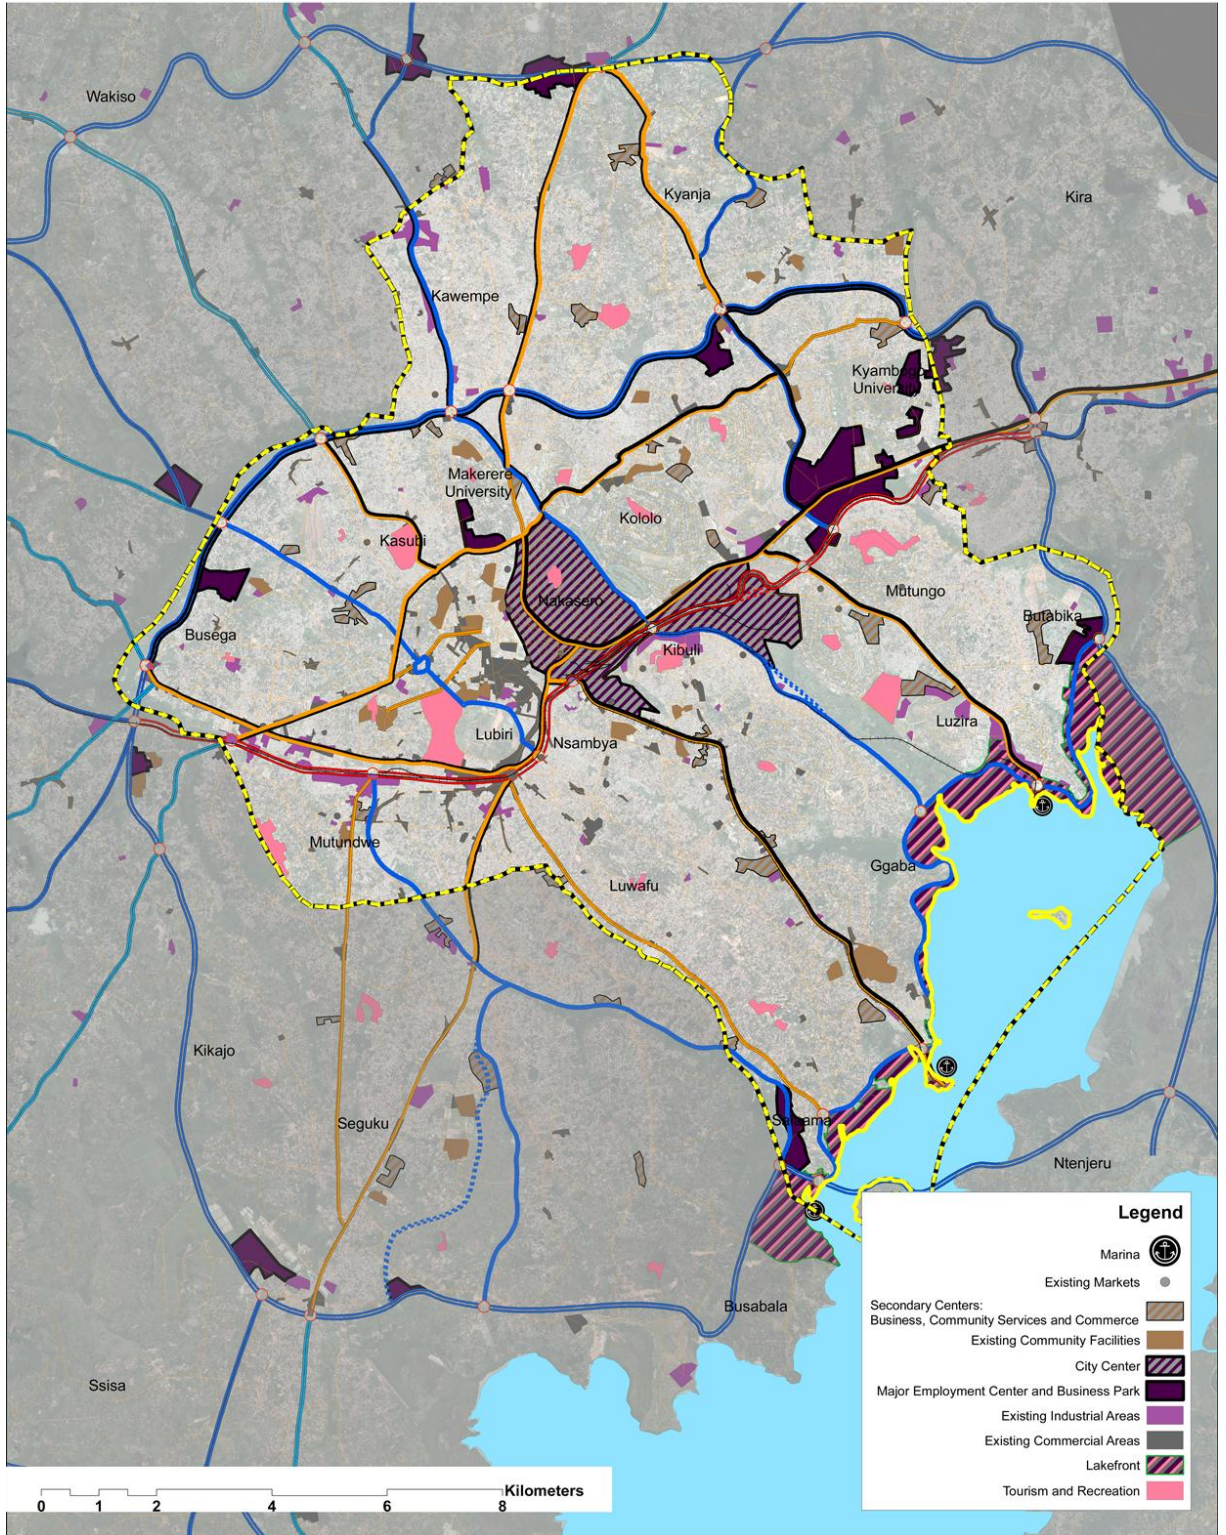 Wakiso
Kyanja
Kira
Kawempe
Kyambogo
University
Makerere
University
Kololo
Kasubi
Nakasero
Mutungo
Butabika
Busega
Kibuli
Luzira
Lubiri
Nsambya
Mutundwe
Ggaba
Luwafu
Kikajo
Seguku
Salaama
Ntenjeru
Busabala
Ssisa
Legend
Marina
Existing Markets
Secondary Centers:
Business, Community Services and Commerce
Existing Community Facilities
City Center
Major Employment Center and Business Park
Existing Industrial Areas
Existing Commercial Areas
Lakefront
Tourism and Recreation
Kilometers
0 1 2 4 6 8